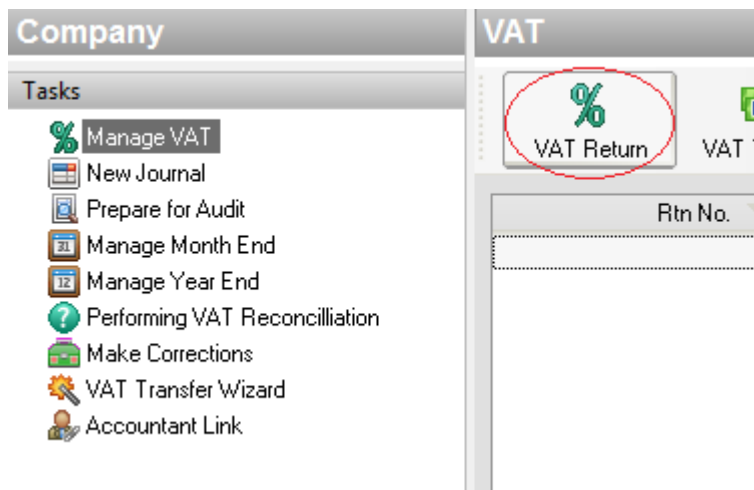 Company
Tasks
Manage VAT
New Journal
Prepare for Audit
Manage Month End
Manage Year End
Performing VAT Reconcilliation
Make Corrections
VAT Transfer Wizard
Accountant Link
VAT
VAT Return
VAT
Rtn No.